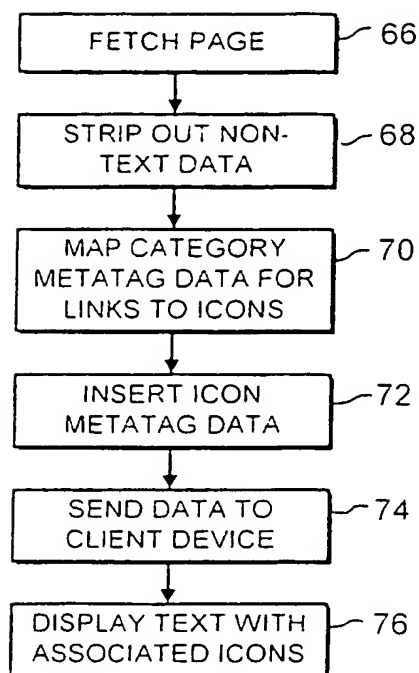 FETCH PAGE
66
STRIP OUT NON-
TEXT DATA
68
MAP CATEGORY
METATAG DATA FOR
LINKS TO ICONS
70
INSERT ICON
METATAG DATA
72
SEND DATA TO
CLIENT DEVICE
74
DISPLAY TEXT WITH
ASSOCIATED ICONS
76